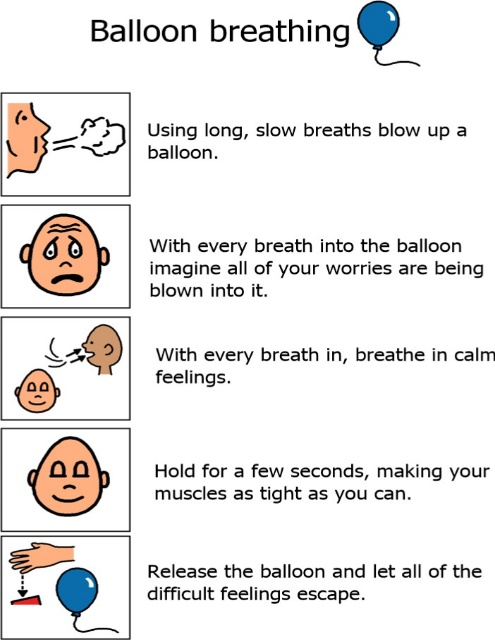 Balloon breathing
Using long, slow breaths blow up a
balloon.
With every breath into the balloon
imagine all of your worries are being
blown into it.
With every breath in, breathe in calm
feelings.
Hold for a few seconds, making your
muscles as tight as you can.
Release the balloon and let all of the
difficult feelings escape.